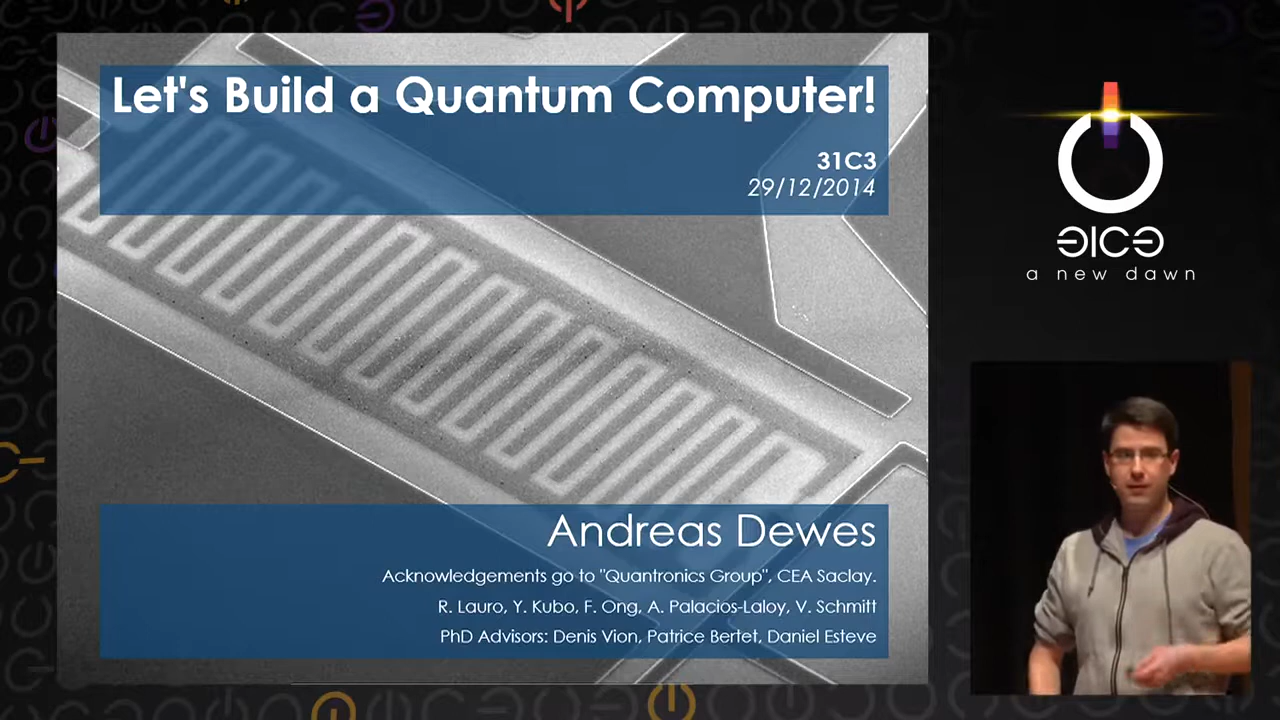 Let's Build a Quantum Computer!
31C3
29/12/2014
Andreas Dewes
Acknowledgements go to "Quantronics Group", CEA Saclay.
R. Lauro, Y. Kubo, F. Ong, A. Palacios-Laloy, V. Schmitt
PhD Advisors: Denis Vion, Patrice Bertet, Daniel Esteve
31C3
a new dawn